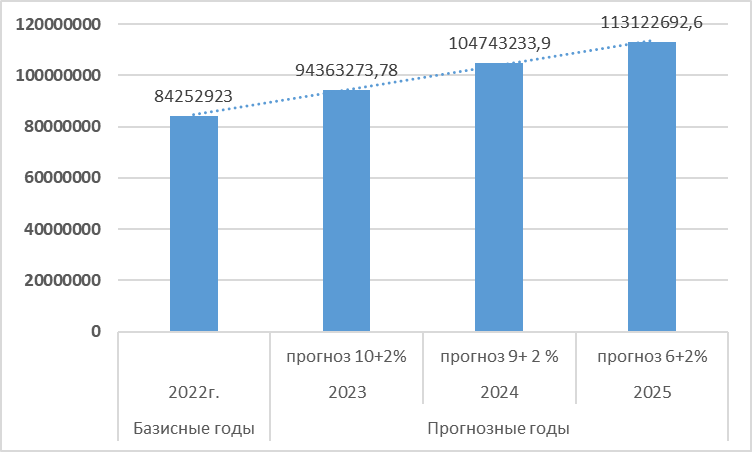 120000000
100000000
80000000
60000000
40000000
20000000
0
84252923
94363273,78
104743233,9
113122692,6
прогноз 10+2%
прогноз 9+ 2 %
прогноз 6+2%
2022г.
2023
2024
2025
Базисные годы
Прогнозные годы